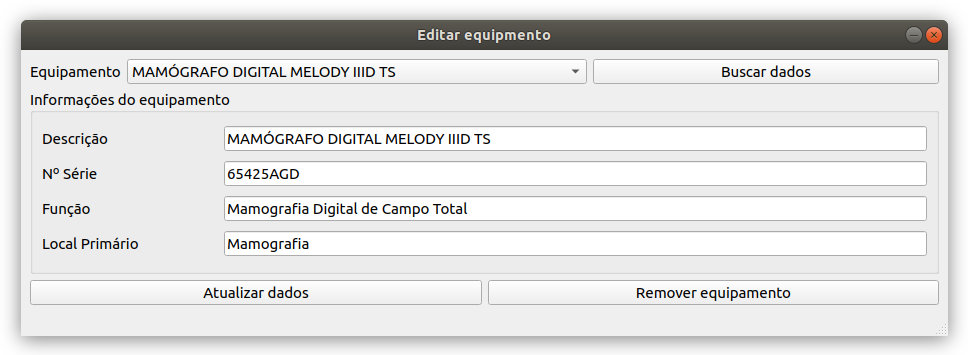 Editar equipmento
Equipamento MAMÓGRAFO DIGITAL MELODY IIID TS Buscar dados
Informações do equipamento
Descrição MAMÓGRAFO DIGITAL MELODY IIID TS
Nº Série 65425AGD
Função Mamografia Digital de Campo Total
Local Primário Mamografia
Atualizar dados Remover equipamento